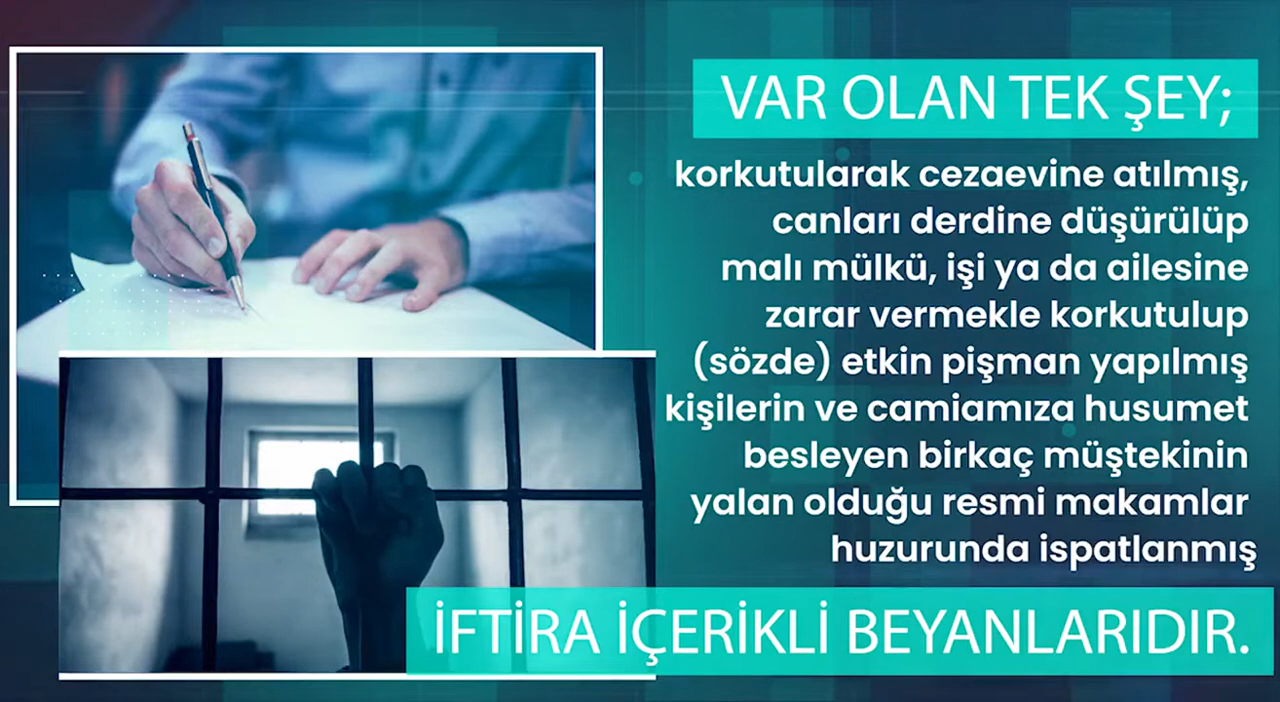 VAR OLAN TEK ŞEY;
korkutularak cezaevine atılmış,
canları derdine düşürülüp
malı mülkü, işi ya da ailesine
zarar vermekle korkutulup
(sözde) etkin pişman yapılmış
kişilerin ve camiamıza husumet
besleyen birkaç müştekinin
yalan olduğu resmi makamlar
huzurunda ispatlanmış
İFTİRA İÇERİKLİ BEYANLARIDIR.